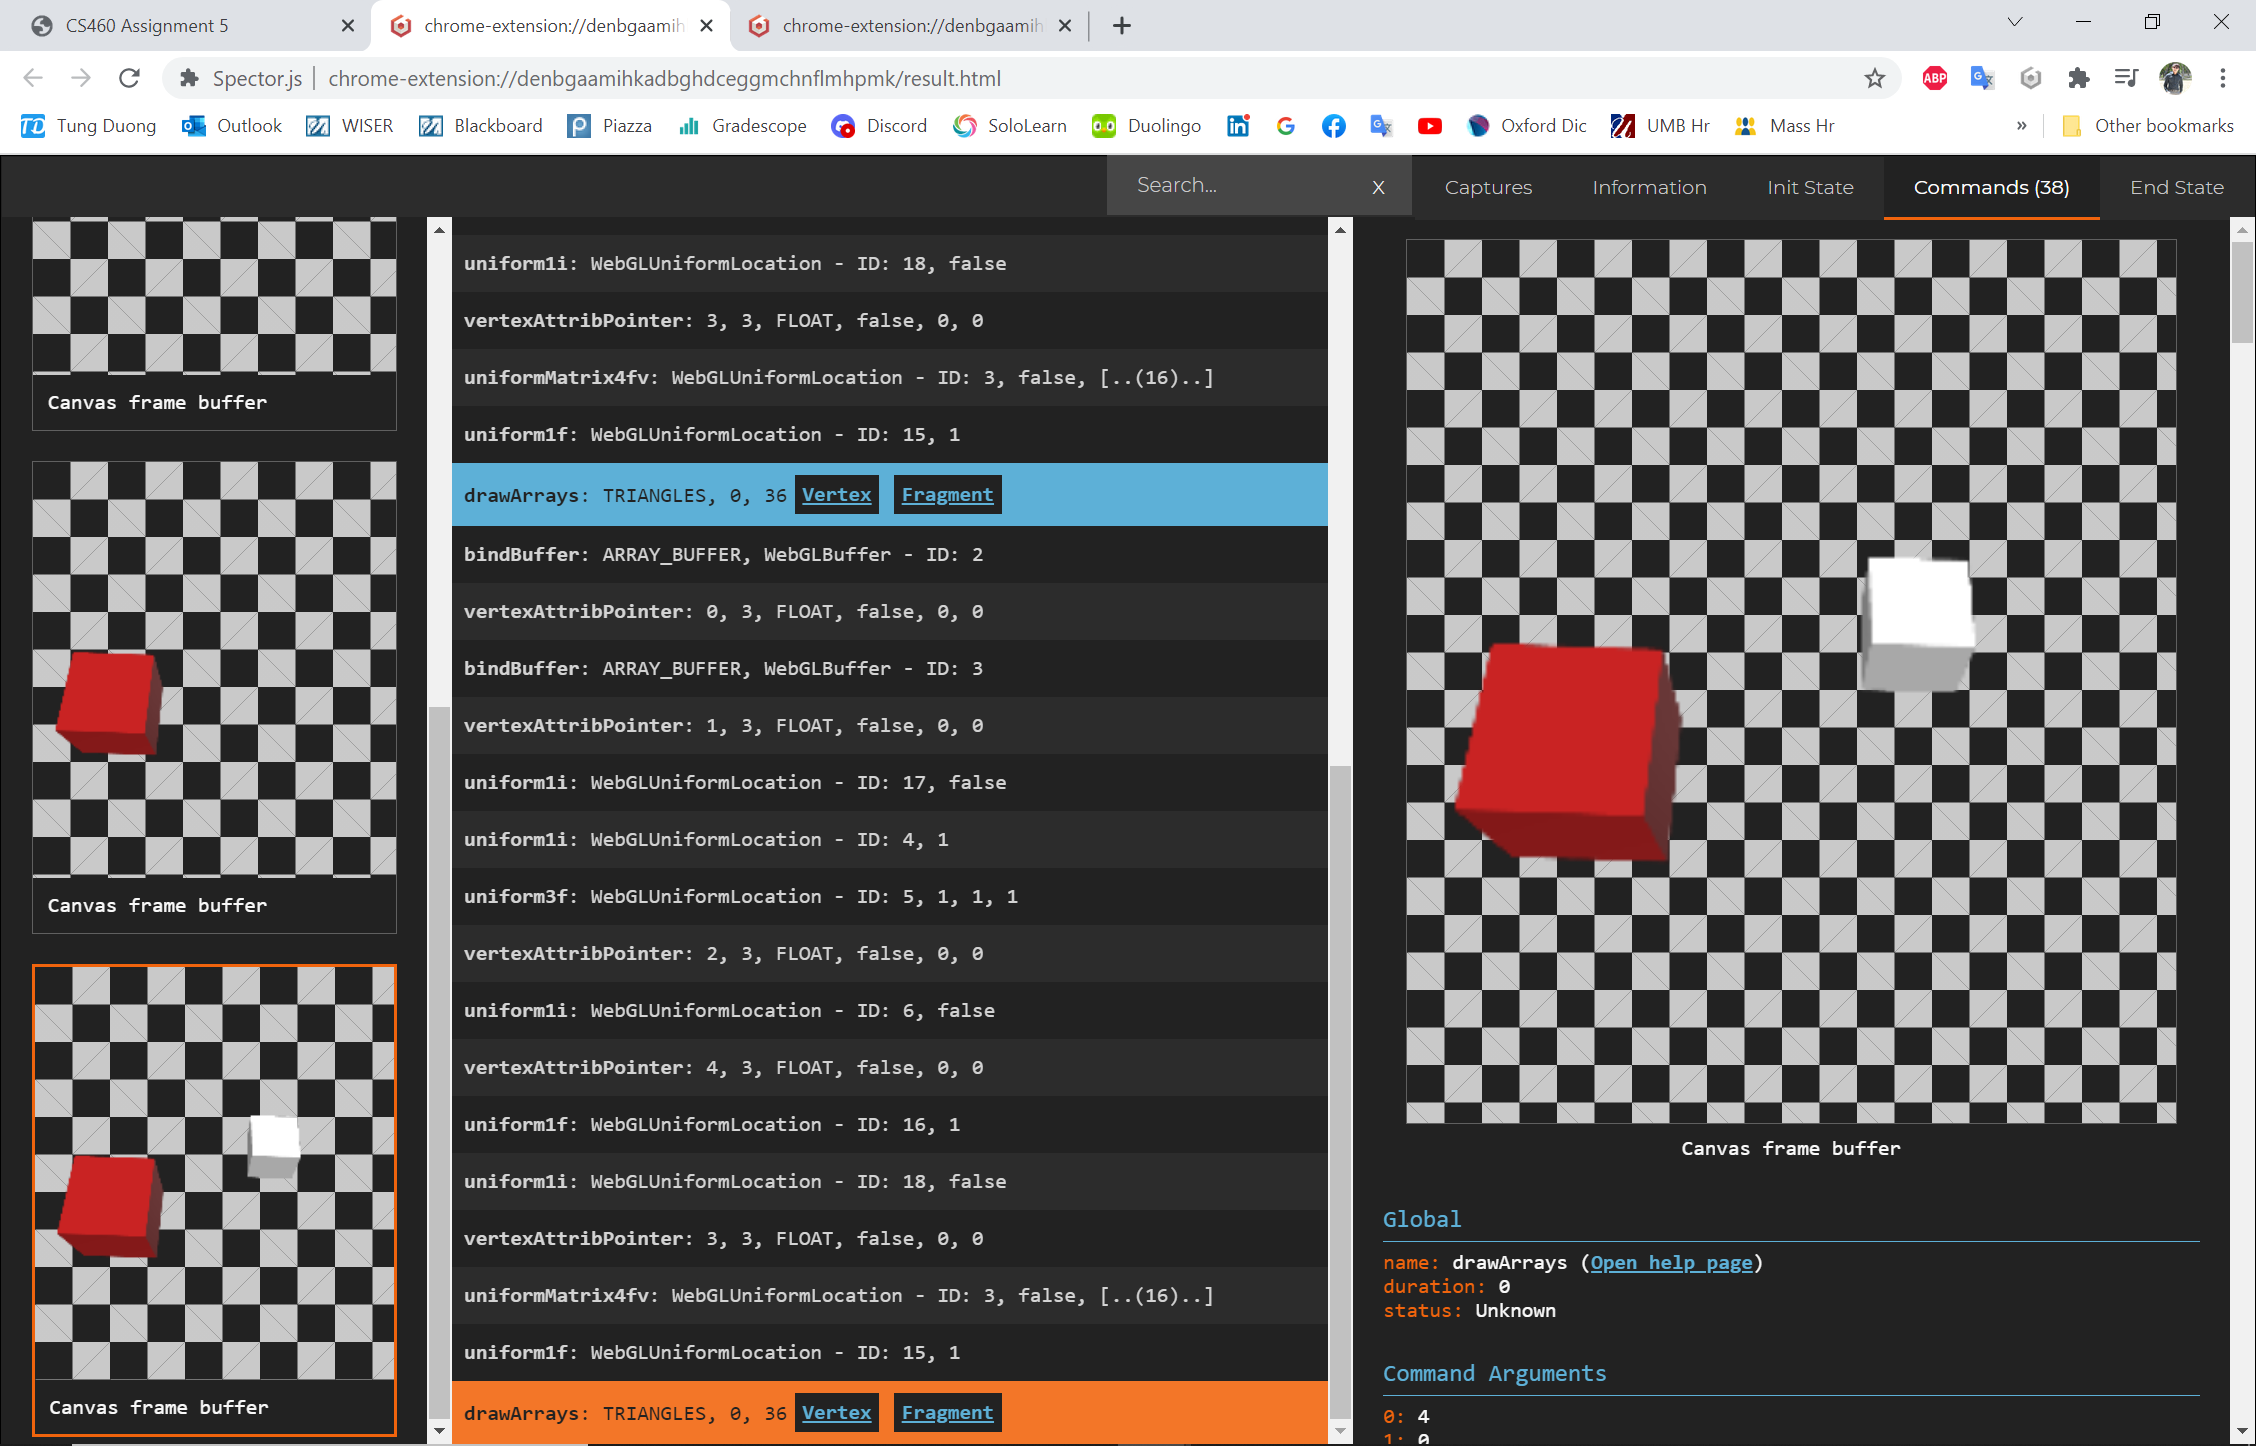 CS460 Assignment 5
chrome-extension://denbgaamih
chrome-extension://denbgaamih
Spector.js | chrome-extension://denbgaamihkadbghdceggmchnflmhpmk/result.html
ABP
Tung Duong Outlook WISER Blackboard Piazza Gradescope Discord SoloLearn Duolingo Oxford Dic UMB Hr Mass Hr » Other bookmarks
Search... X Captures Information Init State Commands (38) End State
Canvas frame buffer
Canvas frame buffer
Canvas frame buffer
uniform1i: WebGLUniformLocation - ID: 18, false
vertexAttribPointer: 3, 3, FLOAT, false, 0, 0
uniformMatrix4fv: WebGLUniformLocation - ID: 3, false, [..(16)..]
uniform1f: WebGLUniformLocation - ID: 15, 1
drawArrays: TRIANGLES, 0, 36 Vertex Fragment
bindBuffer: ARRAY_BUFFER, WebGLBuffer - ID: 2
vertexAttribPointer: 0, 3, FLOAT, false, 0, 0
bindBuffer: ARRAY_BUFFER, WebGLBuffer - ID: 3
vertexAttribPointer: 1, 3, FLOAT, false, 0, 0
uniform1i: WebGLUniformLocation - ID: 17, false
uniform1i: WebGLUniformLocation - ID: 4, 1
uniform3f: WebGLUniformLocation - ID: 5, 1, 1, 1
vertexAttribPointer: 2, 3, FLOAT, false, 0, 0
uniform1i: WebGLUniformLocation - ID: 6, false
vertexAttribPointer: 4, 3, FLOAT, false, 0, 0
uniform1f: WebGLUniformLocation - ID: 16, 1
uniform1i: WebGLUniformLocation - ID: 18, false
vertexAttribPointer: 3, 3, FLOAT, false, 0, 0
uniformMatrix4fv: WebGLUniformLocation - ID: 3, false, [..(16)..]
uniform1f: WebGLUniformLocation - ID: 15, 1
drawArrays: TRIANGLES, 0, 36 Vertex Fragment
Canvas frame buffer
Global
name: drawArrays (Open help page)
duration: 0
status: Unknown
Command Arguments
0: 4
1: 0